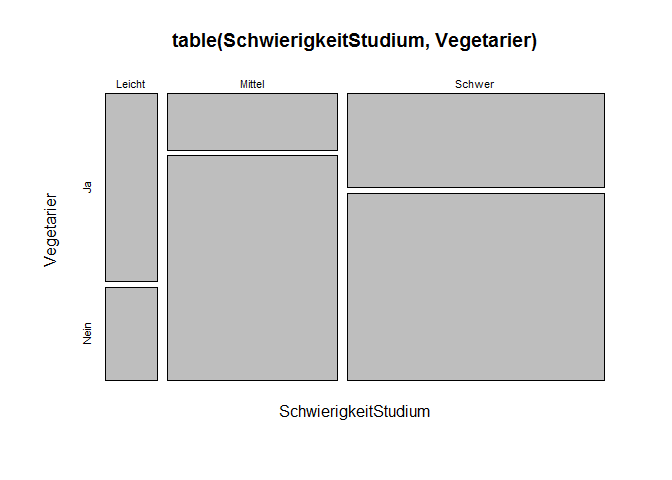 table(SchwierigkeitStudium, Vegetarier)
Leicht Mittel Schwer
Ja
Vegetarier
Nein
SchwierigkeitStudium